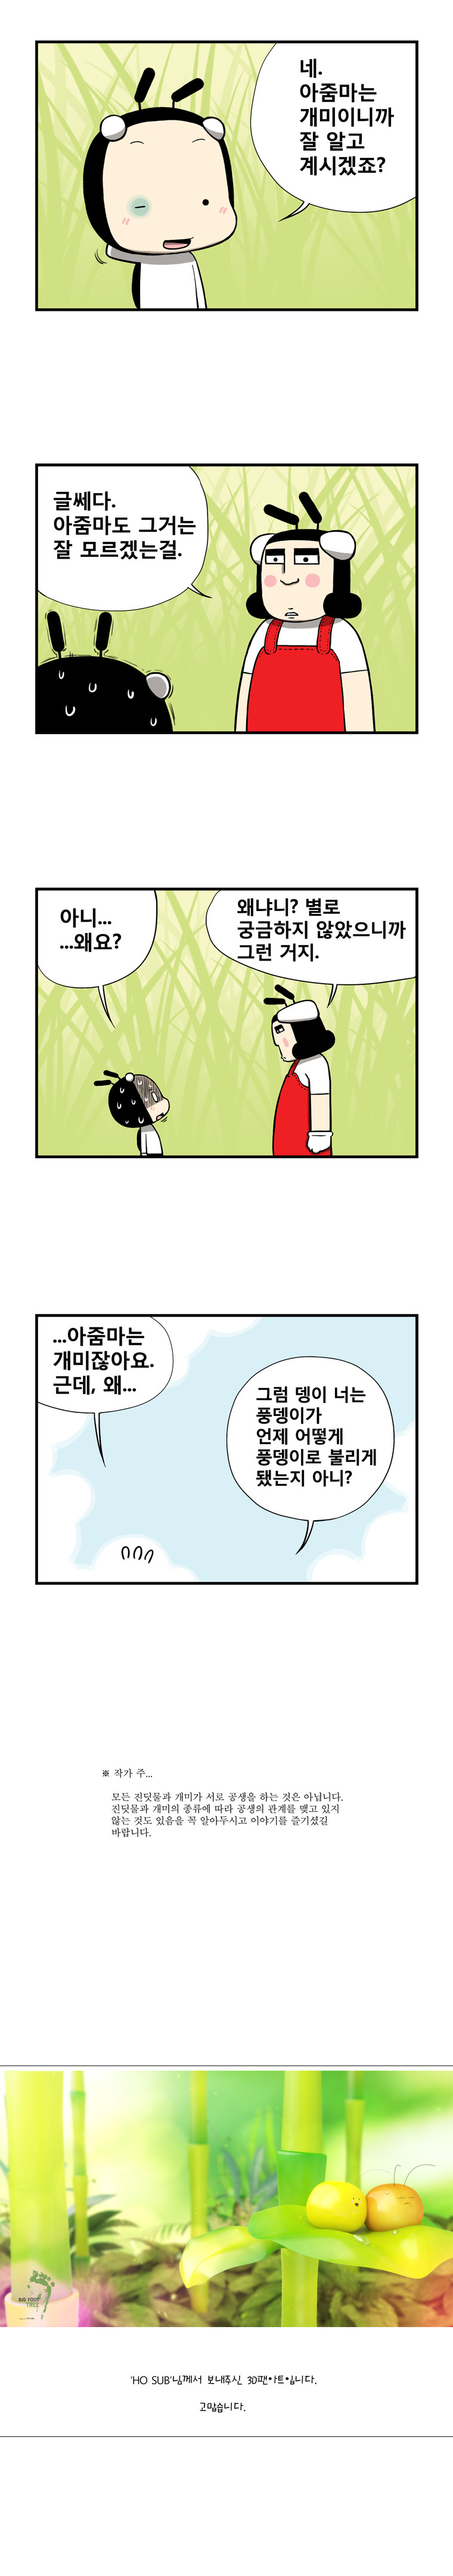 네.
아줌마는
개미이니까
잘 알고
계시겠죠?
글쎄다.
아줌마도 그거는
잘 모르겠는걸.
아니...
...왜요?
왜냐니? 별로
궁금하지 않았으니까
그런 거지.
...아줌마는
개미잖아요.
근데, 왜...
그럼 뎅이 너는
풍뎅이가
언제 어떻게
풍뎅이로 불리게
됐는지 아니?
※ 작가 주...
모든 진딧물과 개미가 서로 공생을 하는 것은 아닙니다.
진딧물과 개미의 종류에 따라 공생의 관계를 맺고 있지
않는 것도 있음을 꼭 알아두시고 이야기를 즐기셨길
바랍니다.
BIG FOOT
TREE
'HO SUB'님께서 보내주신 3D팬아트입니다.
고맙습니다.